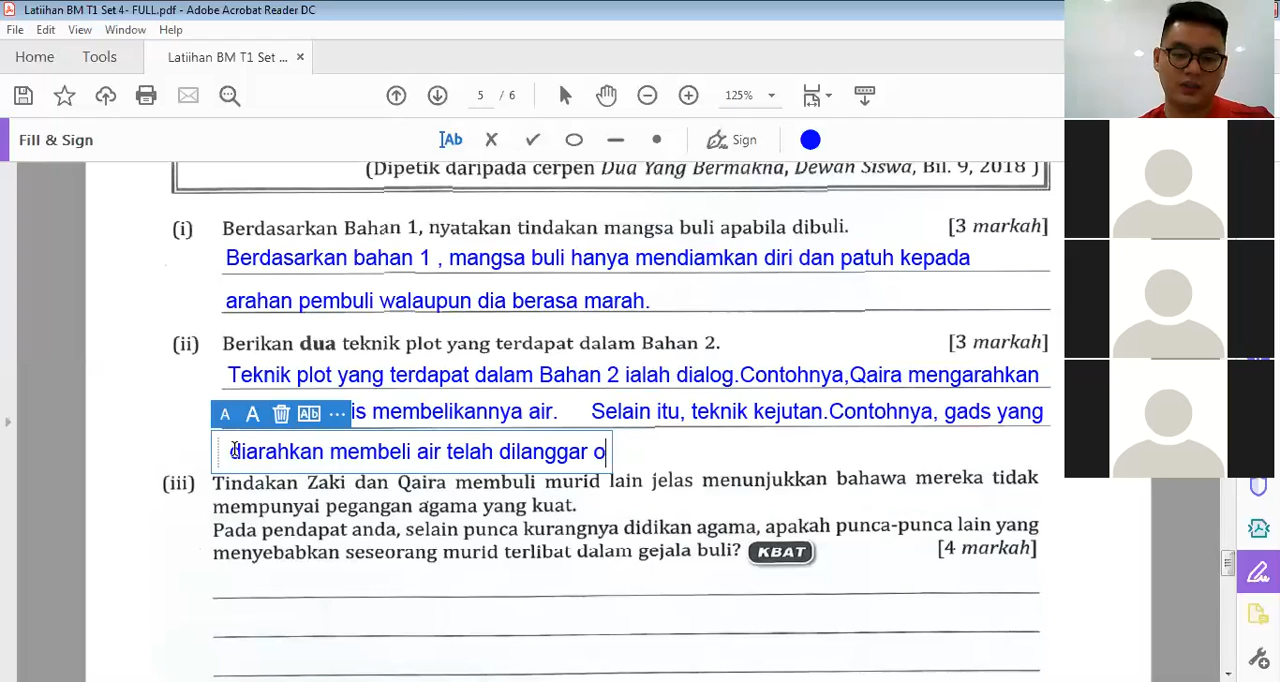 Latiihan BM T1 Set 4- FULL.pdf - Adobe Acrobat Reader DC
File Edit View Window Help
Home Tools Latiihan BM T1 Set ... ×
5 / 6 125%
Fill & Sign Ab Sign
(Dipetik daripada cerpen Dua Yang Bermakna, Dewan Siswa, Bil. 9, 2018 )
(i) Berdasarkan Bahan 1, nyatakan tindakan mangsa buli apabila dibuli. [3 markah]
Berdasarkan bahan 1 , mangsa buli hanya mendiamkan diri dan patuh kepada
arahan pembuli walaupun dia berasa marah.
(ii) Berikan dua teknik plot yang terdapat dalam Bahan 2. [3 markah]
Teknik plot yang terdapat dalam Bahan 2 ialah dialog.Contohnya,Qaira mengarahkan
A A Ab ... is membelikannya air. Selain itu, teknik kejutan.Contohnya, gads yang
diarahkan membeli air telah dilanggar o
(iii) Tindakan Zaki dan Qaira membuli murid lain jelas menunjukkan bahawa mereka tidak
mempunyai pegangan agama yang kuat.
Pada pendapat anda, selain punca kurangnya didikan agama, apakah punca-punca lain yang
menyebabkan seseorang murid terlibat dalam gejala buli? KBAT [4 markah]